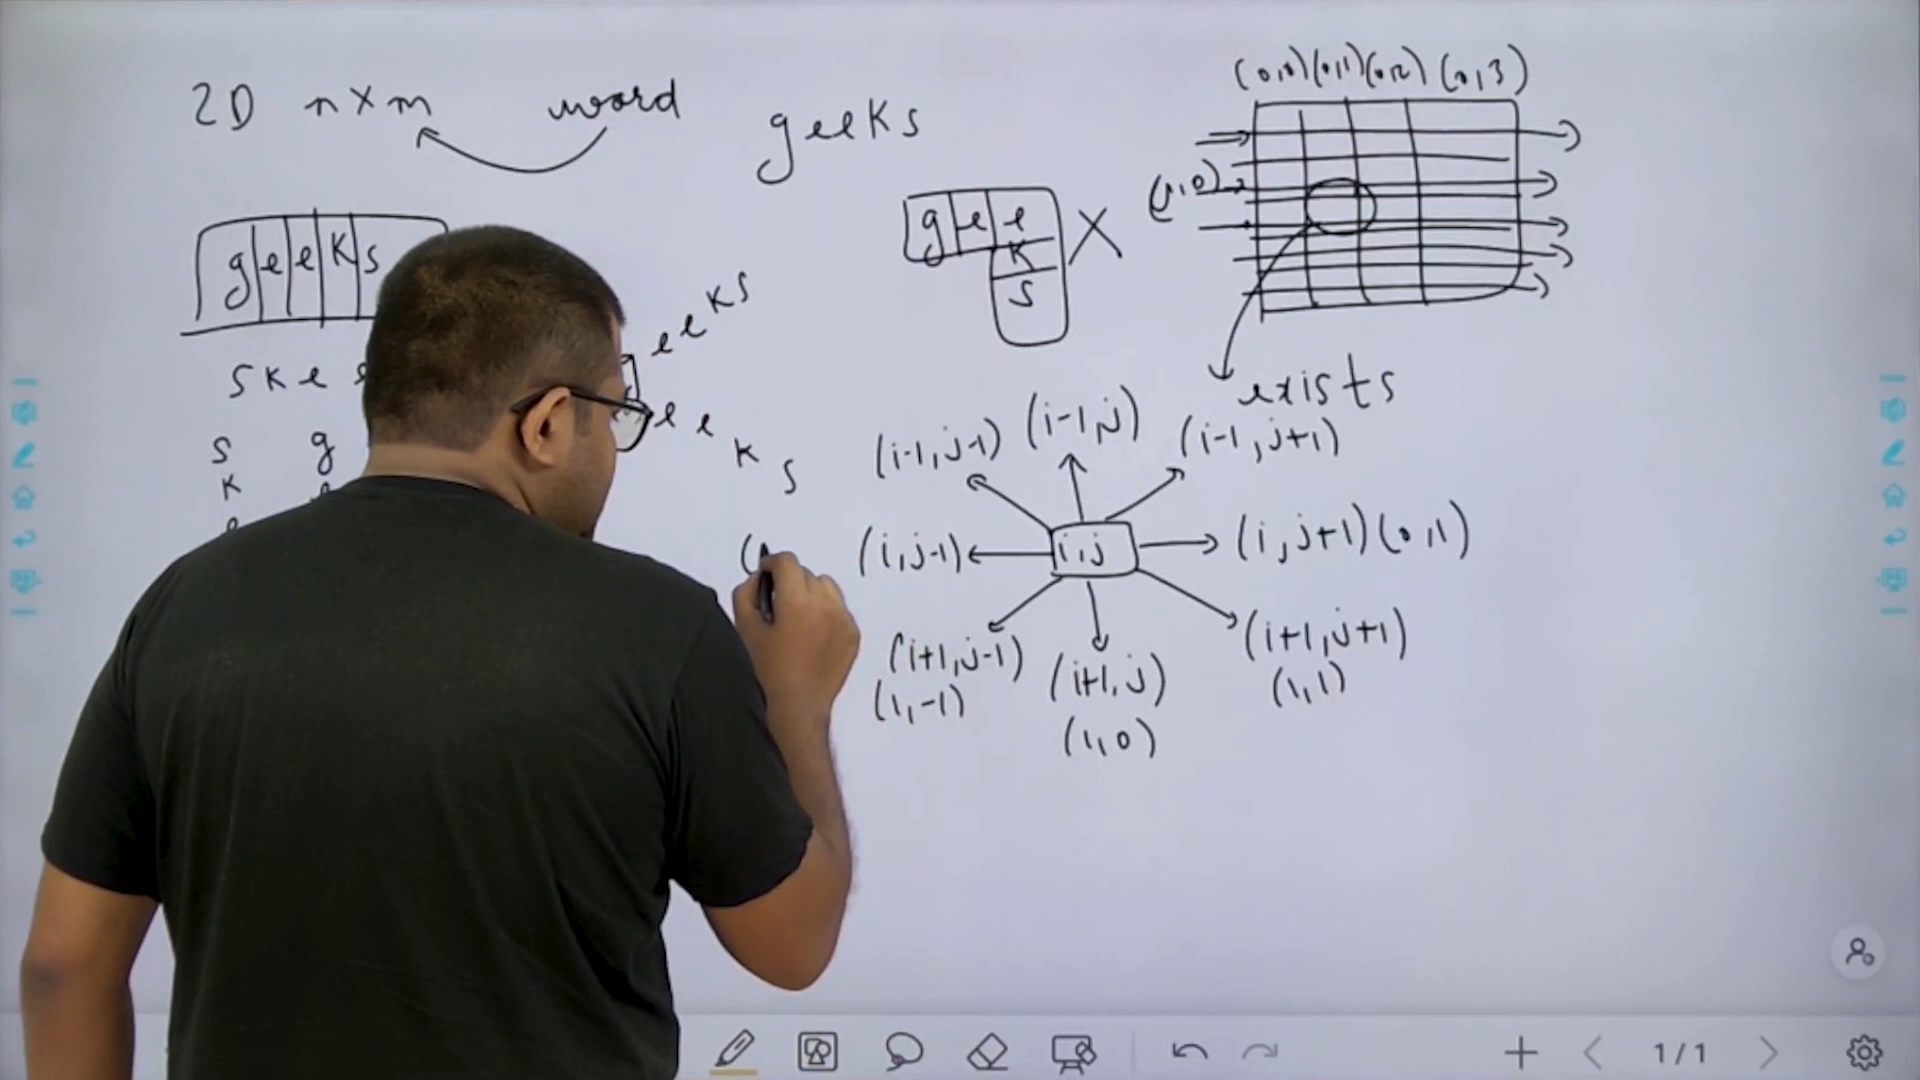 2D n×m word geeks
(0,0) (0,1) (0,2) (0,3)
g e e k s
g e e
k
s
(1,0)
s k e
g e e k s
e e k s
s g
k
exists
(i-1, j-1) (i-1, j) (i-1, j+1)
(i, j-1) i, j (i, j+1) (0,1)
(i+1, j-1) (i+1, j) (i+1, j+1)
(1,-1) (1,0) (1,1)
1/1